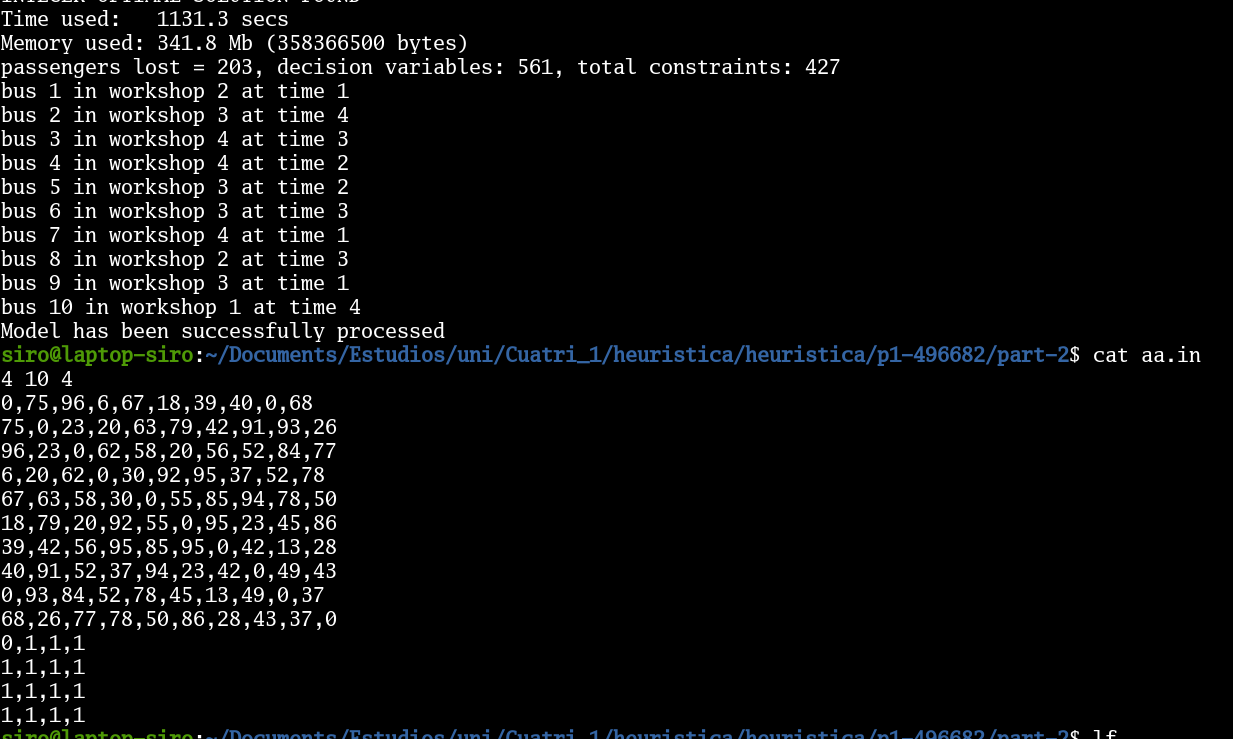 INTEGER OPTIMAL SOLUTION FOUND
Time used:   1131.3 secs
Memory used: 341.8 Mb (358366500 bytes)
passengers lost = 203, decision variables: 561, total constraints: 427
bus 1 in workshop 2 at time 1
bus 2 in workshop 3 at time 4
bus 3 in workshop 4 at time 3
bus 4 in workshop 4 at time 2
bus 5 in workshop 3 at time 2
bus 6 in workshop 3 at time 3
bus 7 in workshop 4 at time 1
bus 8 in workshop 2 at time 3
bus 9 in workshop 3 at time 1
bus 10 in workshop 1 at time 4
Model has been successfully processed
siro@laptop-siro:~/Documents/Estudios/uni/Cuatri_1/heuristica/heuristica/p1-496682/part-2$ cat aa.in
4 10 4
0,75,96,6,67,18,39,40,0,68
75,0,23,20,63,79,42,91,93,26
96,23,0,62,58,20,56,52,84,77
6,20,62,0,30,92,95,37,52,78
67,63,58,30,0,55,85,94,78,50
18,79,20,92,55,0,95,23,45,86
39,42,56,95,85,95,0,42,13,28
40,91,52,37,94,23,42,0,49,43
0,93,84,52,78,45,13,49,0,37
68,26,77,78,50,86,28,43,37,0
0,1,1,1
1,1,1,1
1,1,1,1
1,1,1,1
siro@laptop-siro:~/Documents/Estudios/uni/Cuatri_1/heuristica/heuristica/p1-496682/part-2$ lf